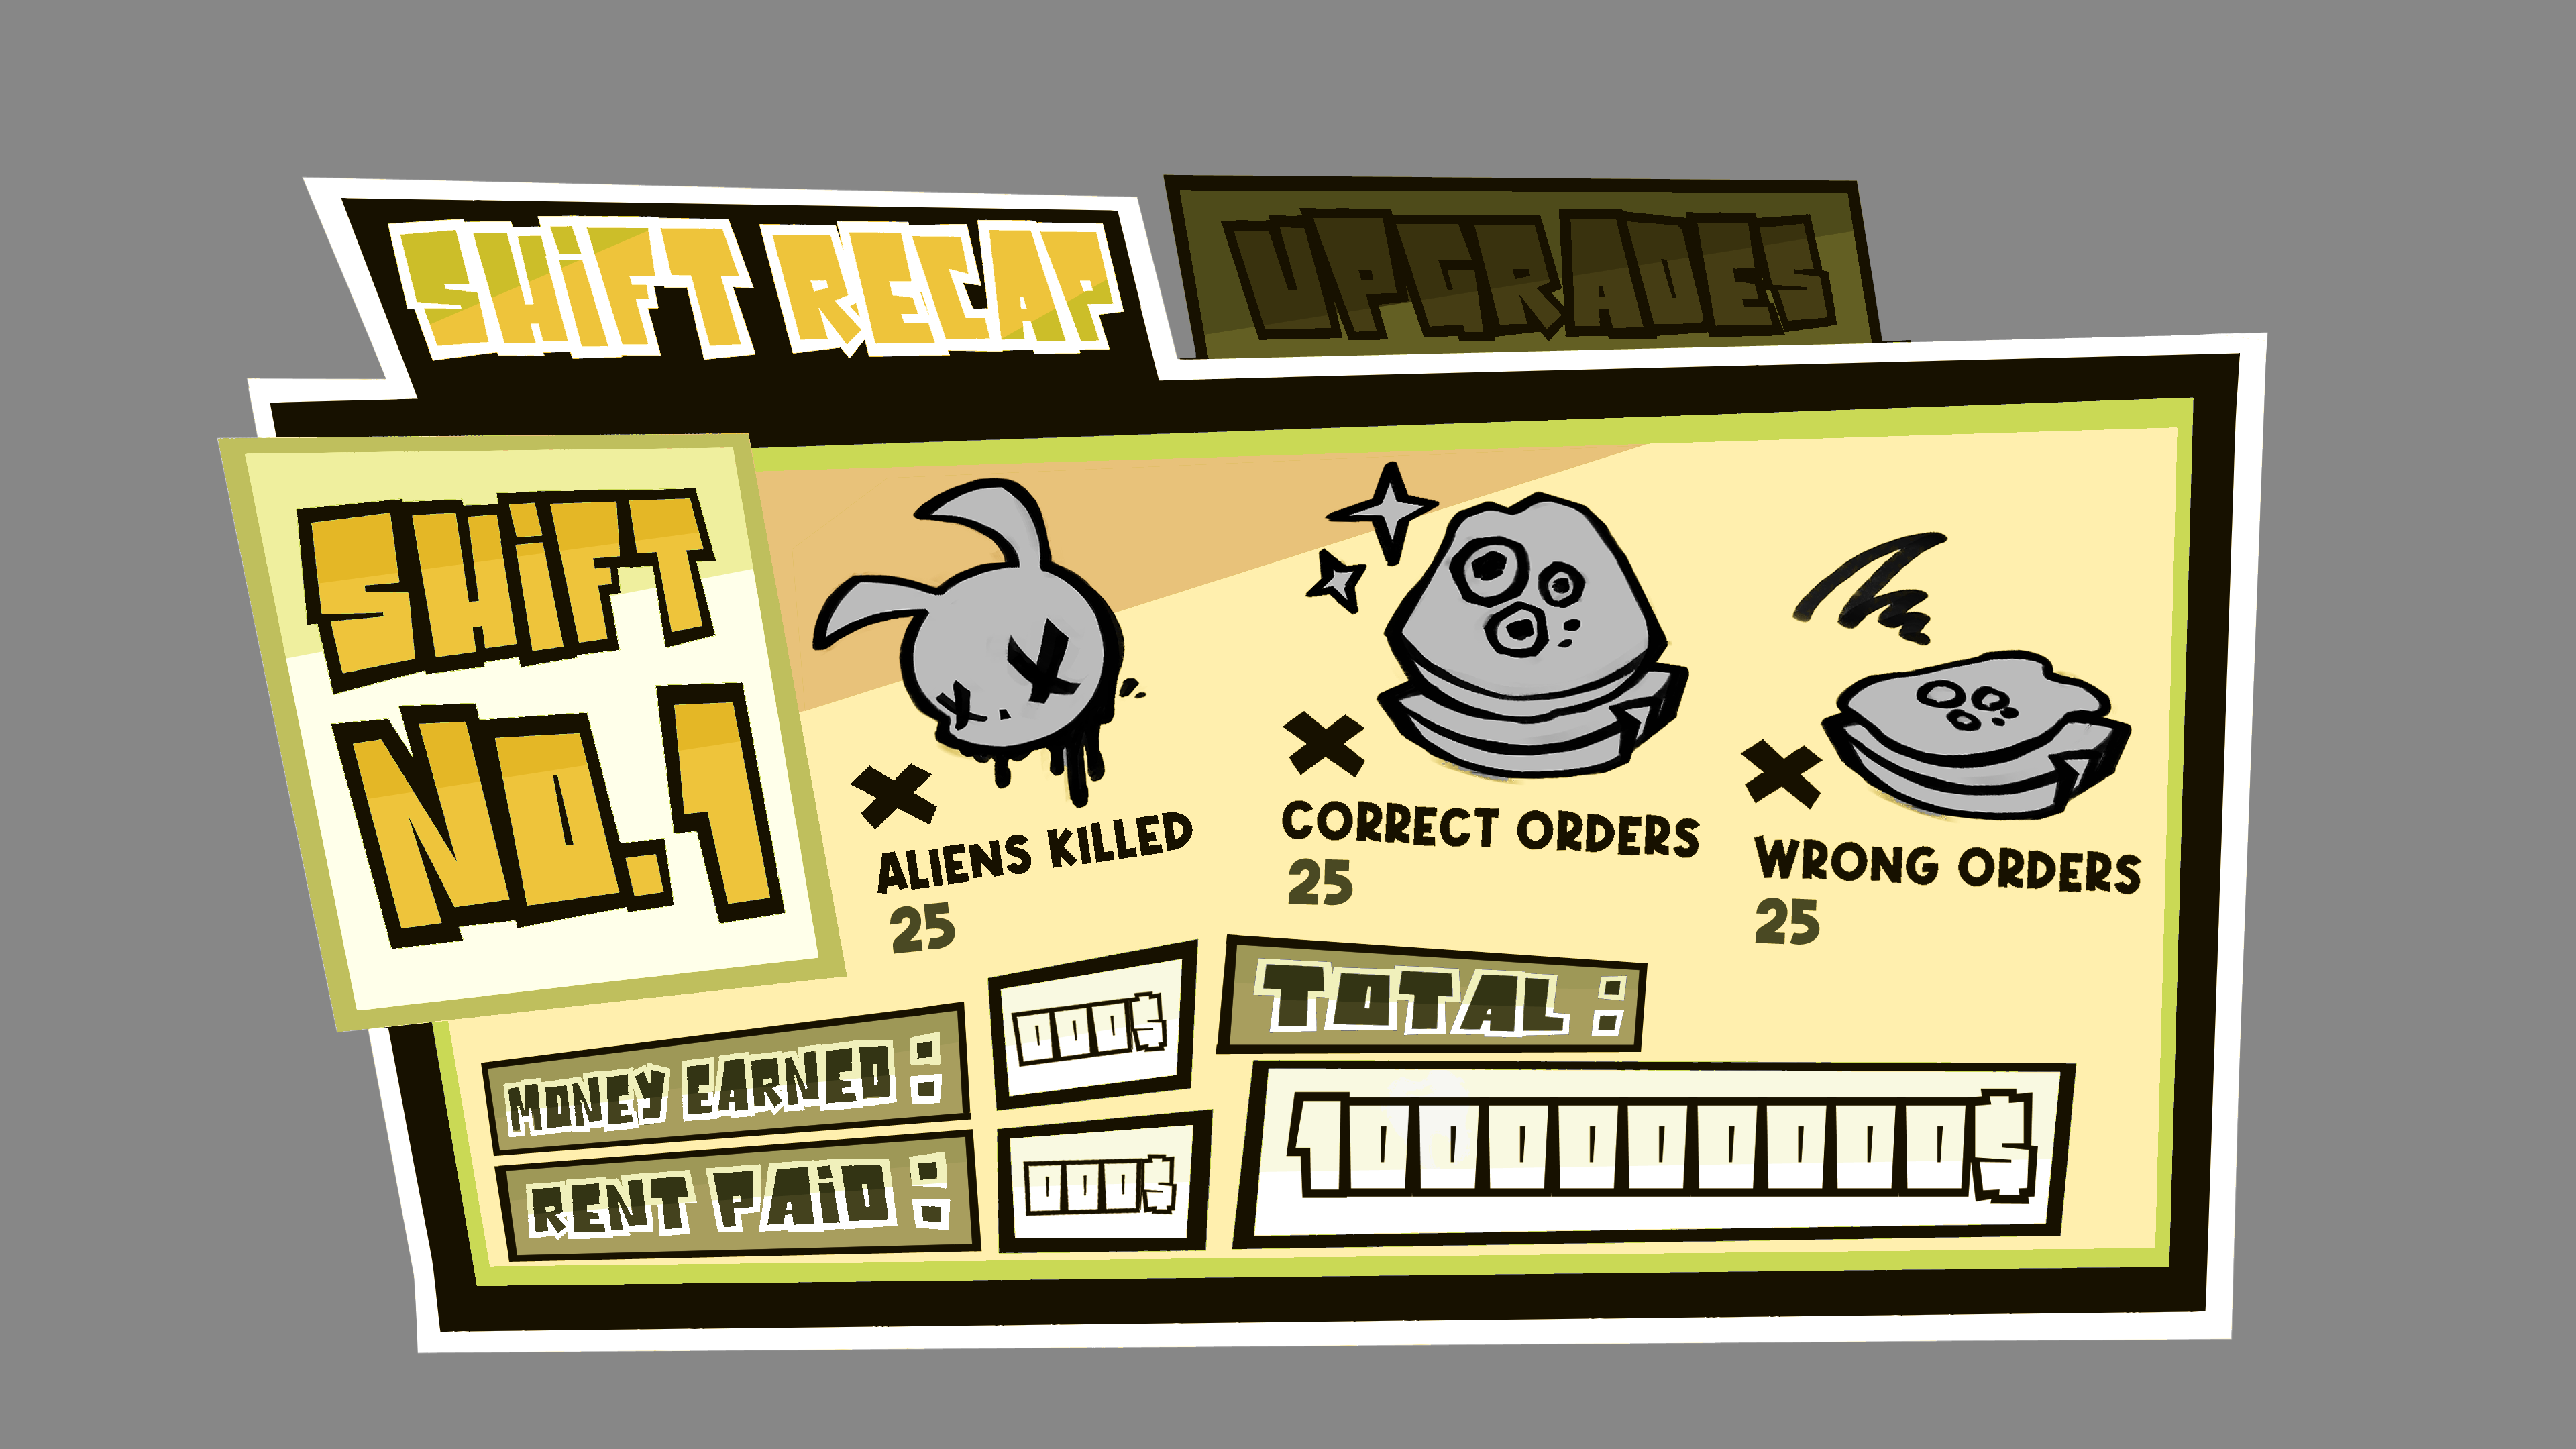 SHiFT RECAP
UPGRADES
SHiFT
NO.1
ALIENS KILLED
25
CORRECT ORDERS
25
WRONG ORDERS
25
MONEY EARNED :
000$
RENT PAiD :
000$
TOTAL :
1000000000$